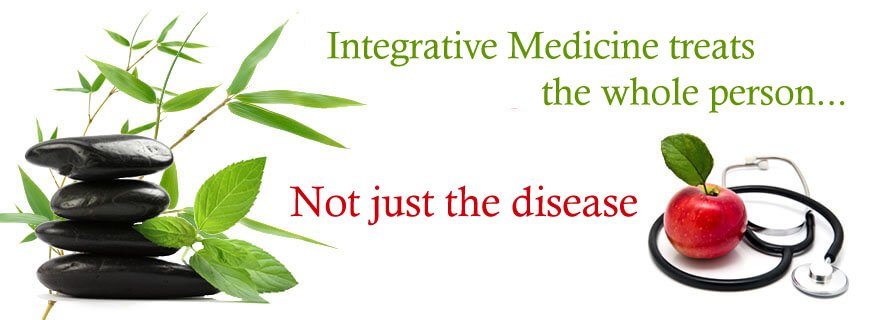 Integrative Medicine treats
the whole person...
Not just the disease